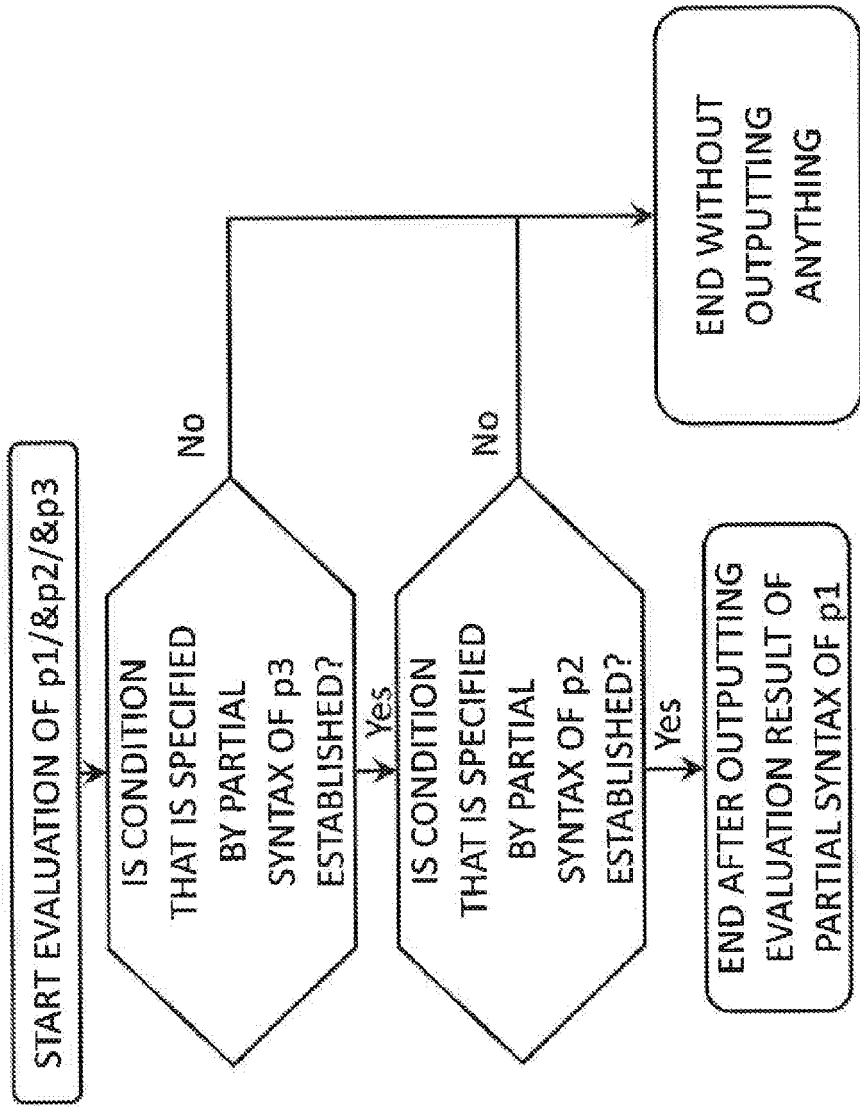 START EVALUATION OF p1/&p2/&p3
IS CONDITION
THAT IS SPECIFIED
BY PARTIAL
SYNTAX OF p3
ESTABLISHED?
No
Yes
IS CONDITION
THAT IS SPECIFIED
BY PARTIAL
SYNTAX OF p2
ESTABLISHED?
No
Yes
END AFTER OUTPUTTING
EVALUATION RESULT OF
PARTIAL SYNTAX OF p1
END WITHOUT
OUTPUTTING
ANYTHING